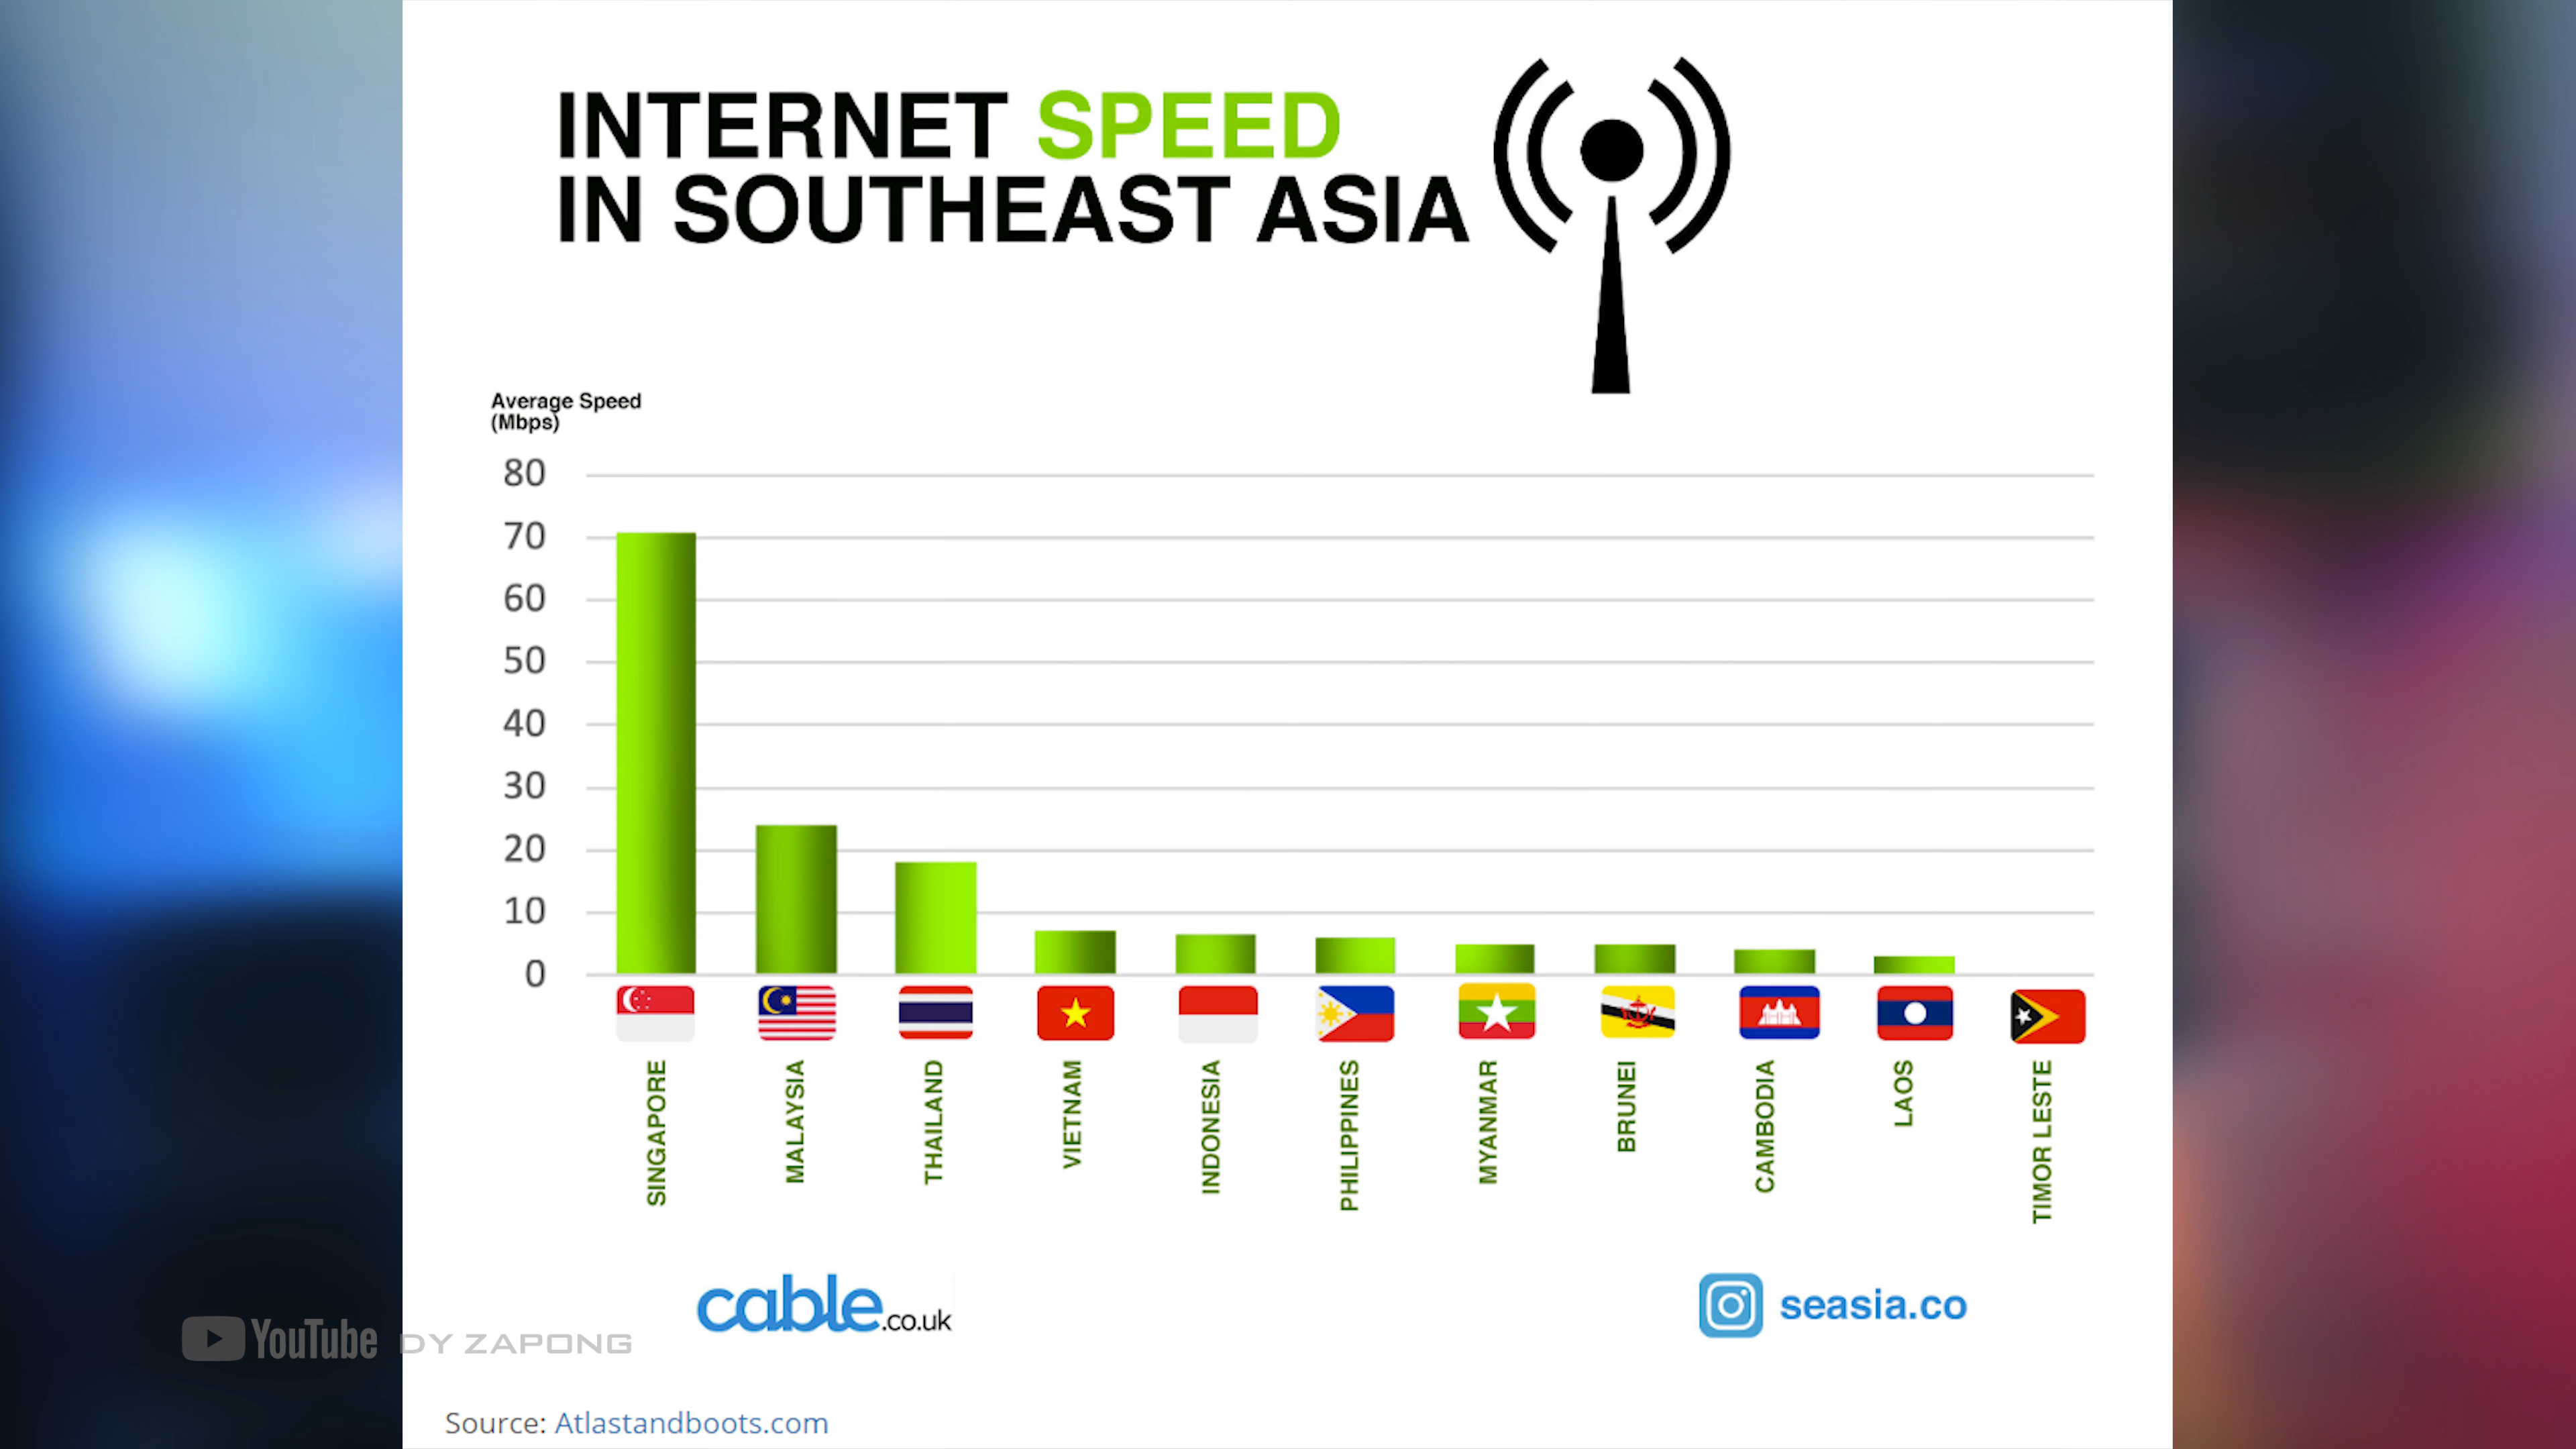 INTERNET SPEED
IN SOUTHEAST ASIA
Average Speed
(Mbps)
80
70
60
50
40
30
20
10
0
SINGAPORE
MALAYSIA
THAILAND
VIETNAM
INDONESIA
PHILIPPINES
MYANMAR
BRUNEI
CAMBODIA
LAOS
TIMOR LESTE
cable.co.uk
seasia.co
YouTube DY ZAPONG
Source: Atlastandboots.com